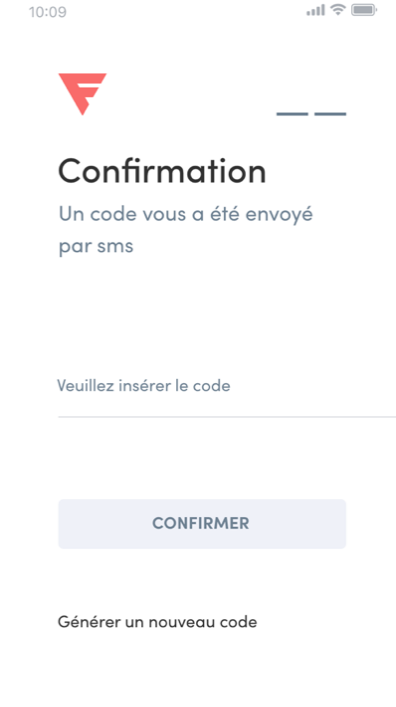 10:09
Confirmation
Un code vous a été envoyé
par sms
Veuillez insérer le code
CONFIRMER
Générer un nouveau code